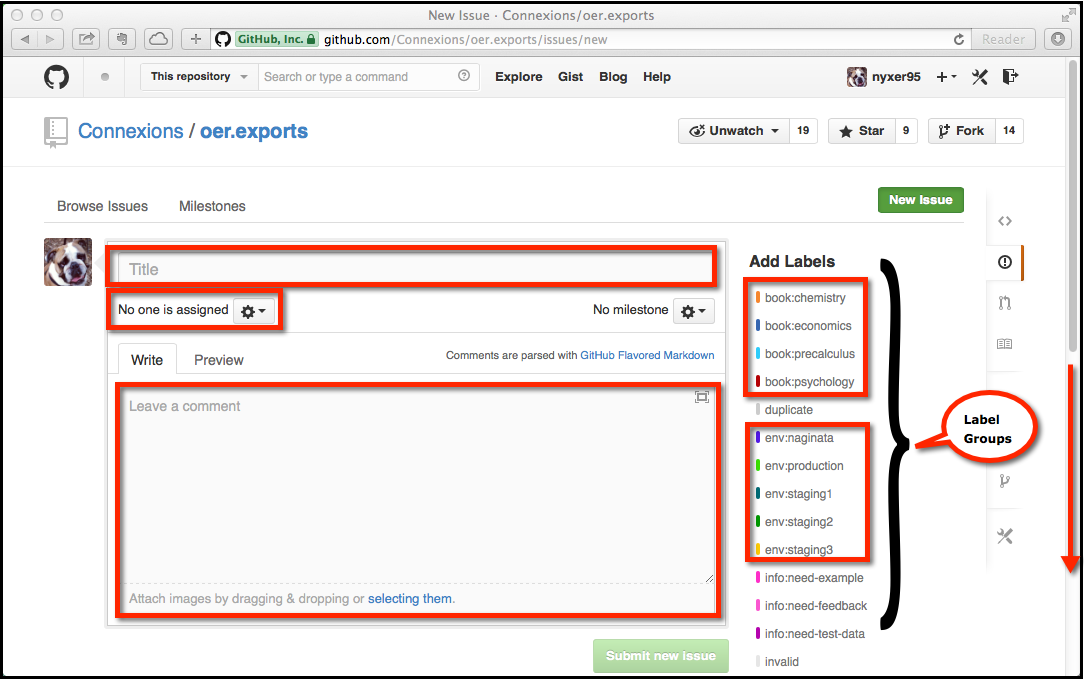 New Issue · Connexions/oer.exports
GitHub, Inc. github.com/Connexions/oer.exports/issues/new Reader
This repository Search or type a command Explore Gist Blog Help nyxer95
Connexions / oer.exports
Unwatch 19 Star 9 Fork 14
Browse Issues Milestones New Issue
Title
No one is assigned No milestone
Write Preview Comments are parsed with GitHub Flavored Markdown
Leave a comment
Attach images by dragging & dropping or selecting them.
Submit new issue
Add Labels
book:chemistry
book:economics
book:precalculus
book:psychology
duplicate
env:naginata
env:production
env:staging1
env:staging2
env:staging3
info:need-example
info:need-feedback
info:need-test-data
invalid
Label
Groups